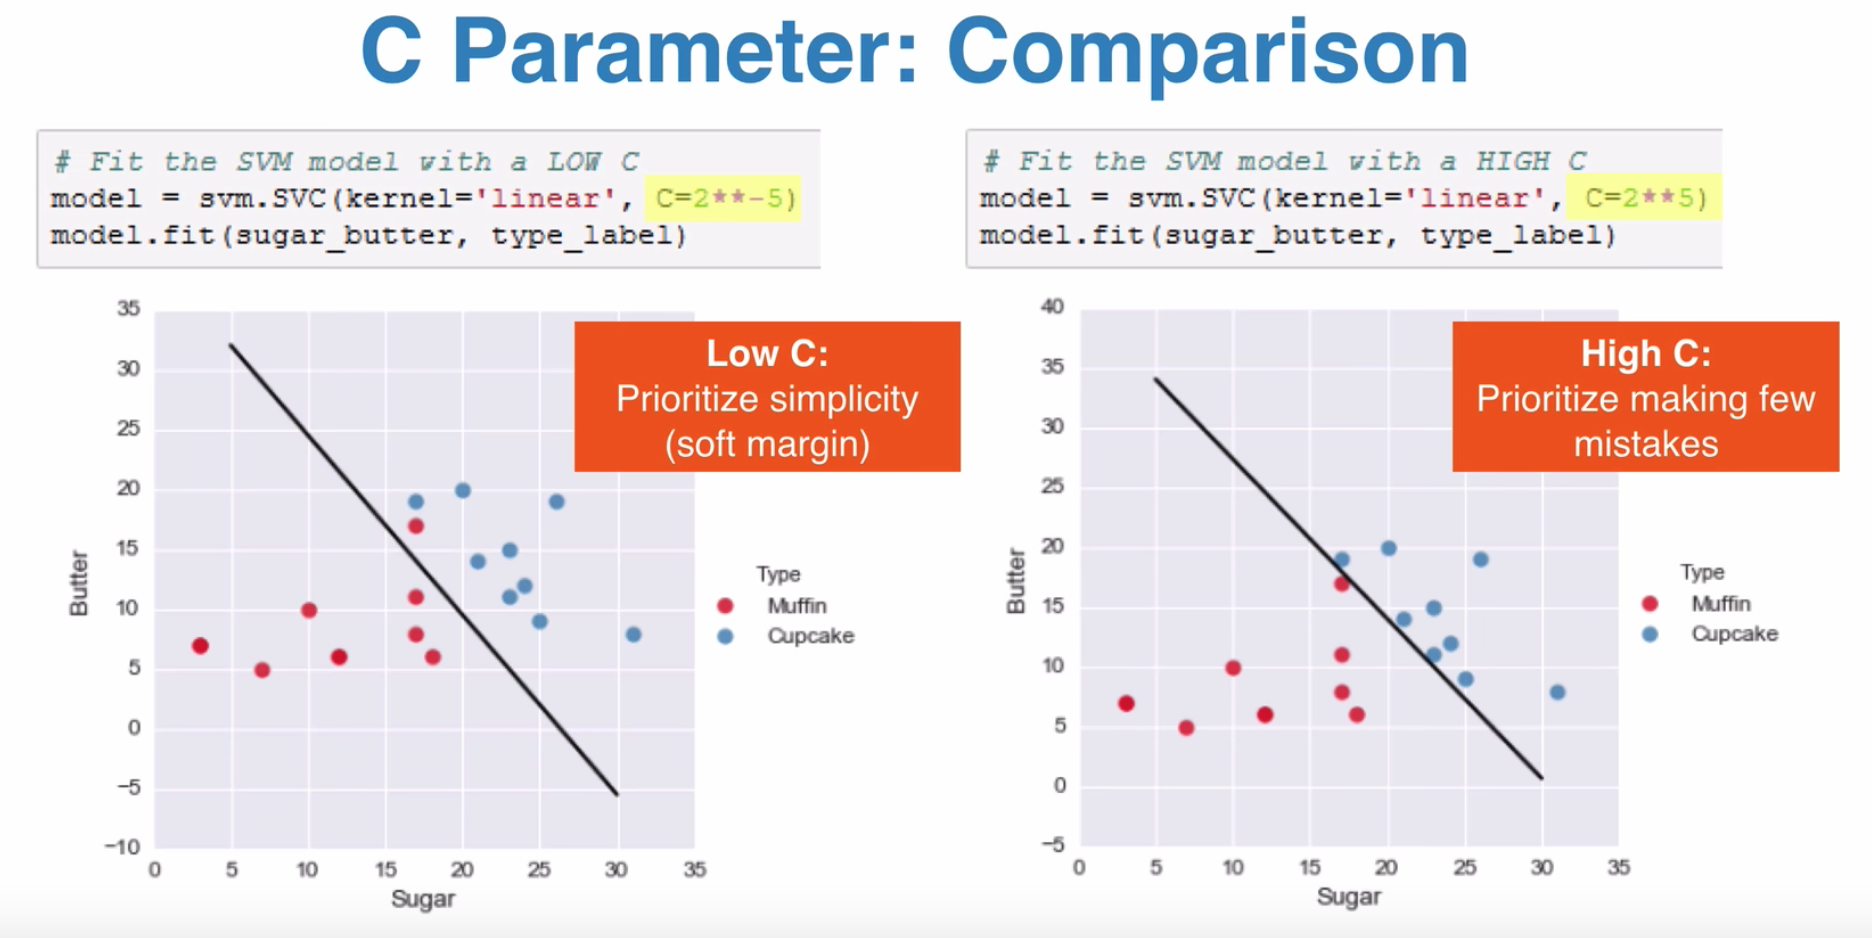 C Parameter: Comparison
# Fit the SVM model with a LOW C
model = svm.SVC(kernel='linear', C=2**-5)
model.fit(sugar_butter, type_label)
35
30
25
20
15
10
5
0
−5
−10
Butter
0 5 10 15 20 25 30 35
Sugar
Low C:
Prioritize simplicity
(soft margin)
Type
Muffin
Cupcake
# Fit the SVM model with a HIGH C
model = svm.SVC(kernel='linear', C=2**5)
model.fit(sugar_butter, type_label)
40
35
30
25
20
15
10
5
0
−5
Butter
0 5 10 15 20 25 30 35
Sugar
High C:
Prioritize making few
mistakes
Type
Muffin
Cupcake